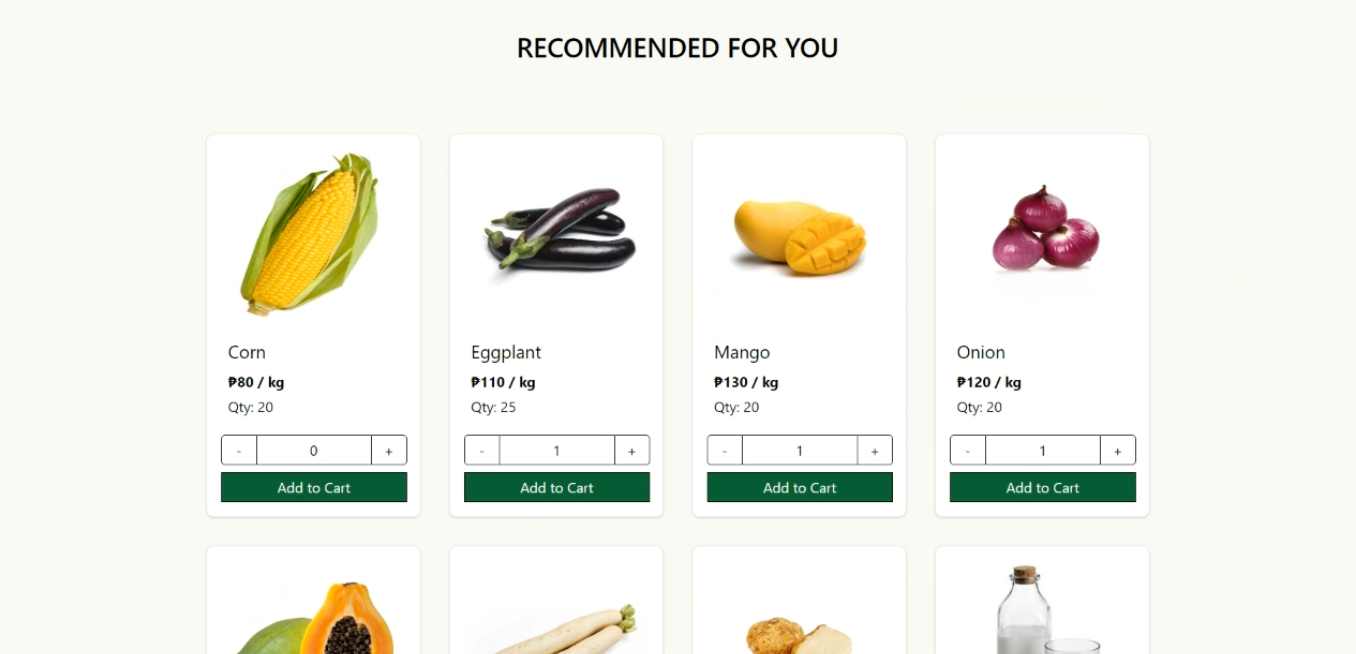 RECOMMENDED FOR YOU
Corn
₱80 / kg
Qty: 20
- 0 +
Add to Cart
Eggplant
₱110 / kg
Qty: 25
- 1 +
Add to Cart
Mango
₱130 / kg
Qty: 20
- 1 +
Add to Cart
Onion
₱120 / kg
Qty: 20
- 1 +
Add to Cart